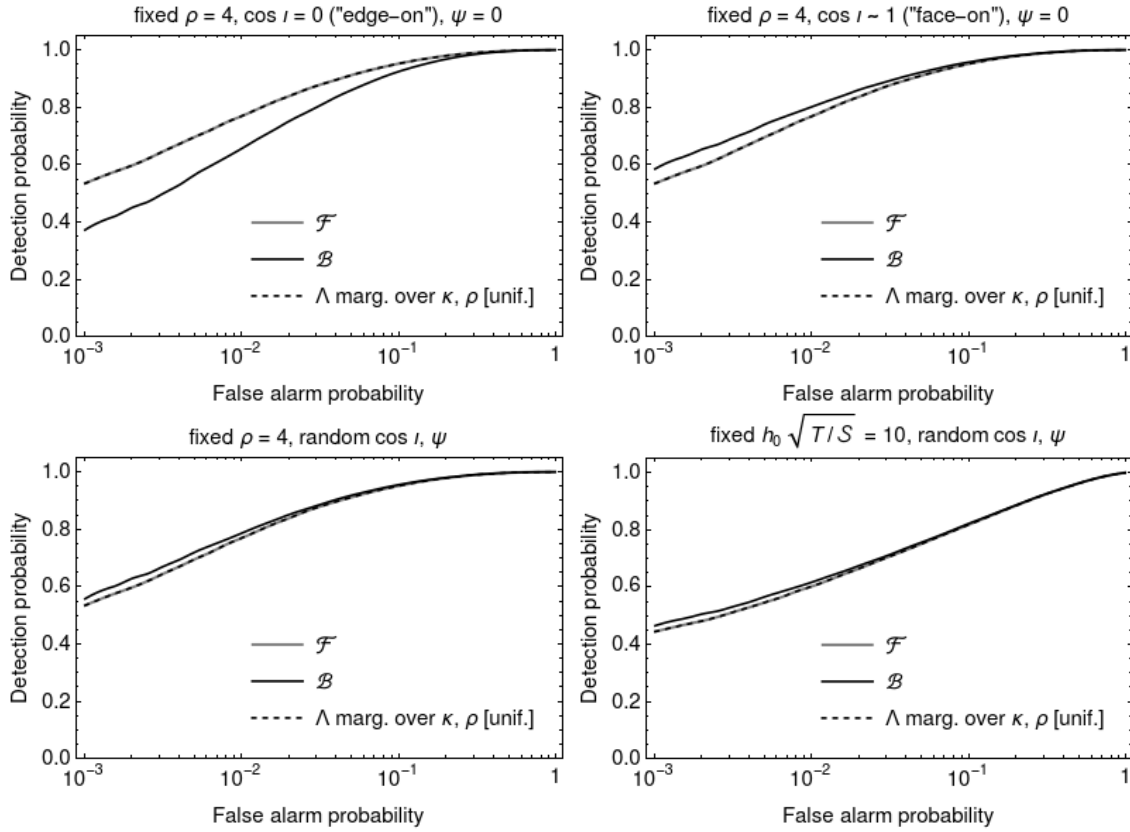 fixed ρ = 4, cos ι = 0 ("edge−on"), ψ = 0
Detection probability
1.0
0.8
0.6
0.4
0.2
0.0
ℱ
ℬ
Λ marg. over κ, ρ [unif.]
10⁻³
10⁻²
10⁻¹
1
False alarm probability
fixed ρ = 4, cos ι ~ 1 ("face−on"), ψ = 0
Detection probability
1.0
0.8
0.6
0.4
0.2
0.0
ℱ
ℬ
Λ marg. over κ, ρ [unif.]
10⁻³
10⁻²
10⁻¹
1
False alarm probability
fixed ρ = 4, random cos ι, ψ
Detection probability
1.0
0.8
0.6
0.4
0.2
0.0
ℱ
ℬ
Λ marg. over κ, ρ [unif.]
10⁻³
10⁻²
10⁻¹
1
False alarm probability
fixed h₀ √(T/𝒮) = 10, random cos ι, ψ
Detection probability
1.0
0.8
0.6
0.4
0.2
0.0
ℱ
ℬ
Λ marg. over κ, ρ [unif.]
10⁻³
10⁻²
10⁻¹
1
False alarm probability